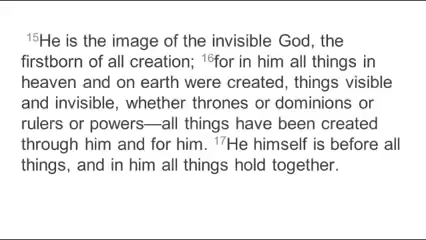 15He is the image of the invisible God, the
firstborn of all creation; 16for in him all things in
heaven and on earth were created, things visible
and invisible, whether thrones or dominions or
rulers or powers—all things have been created
through him and for him. 17He himself is before all
things, and in him all things hold together.